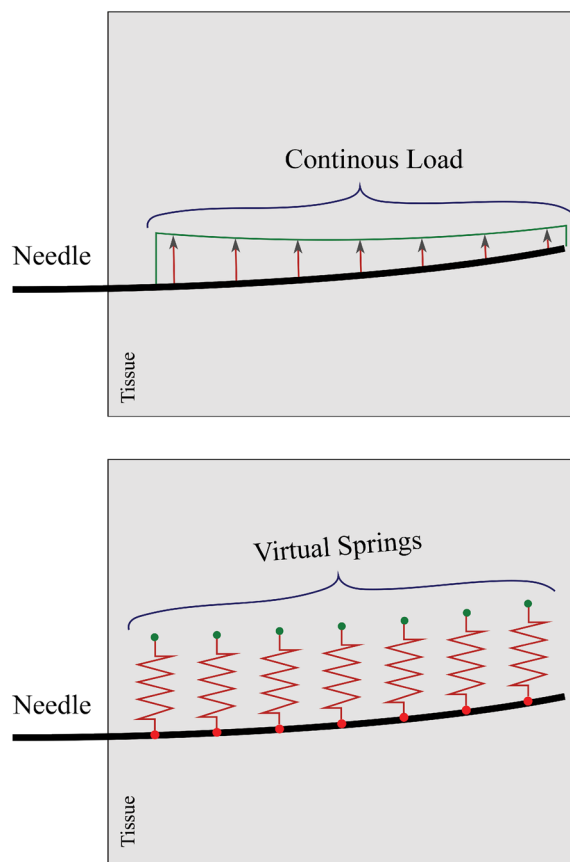 Continous Load
Needle
Tissue
Virtual Springs
Needle
Tissue